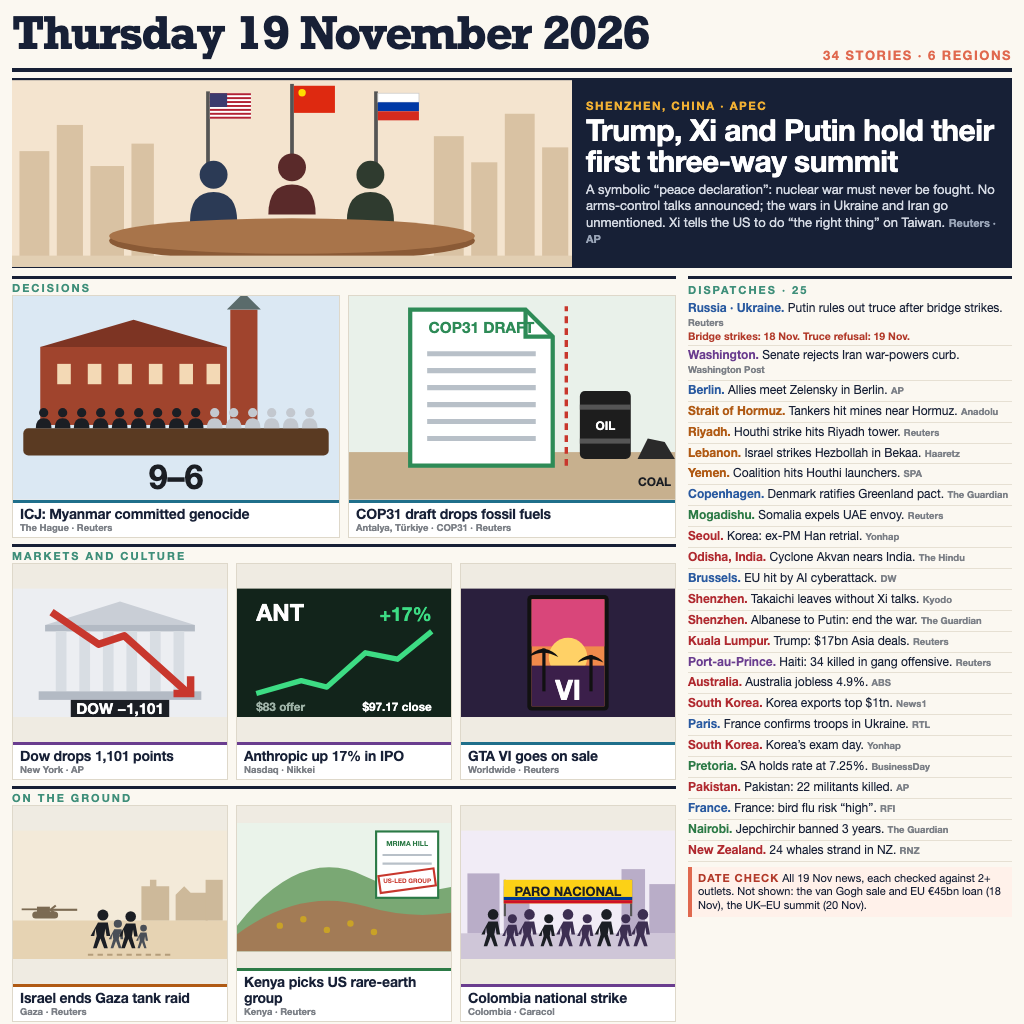 Thursday 19 November 2026
34 STORIES · 6 REGIONS
SHENZHEN, CHINA · APEC
Trump, Xi and Putin hold their
first three-way summit
A symbolic “peace declaration”: nuclear war must never be fought. No
arms-control talks announced; the wars in Ukraine and Iran go
unmentioned. Xi tells the US to do “the right thing” on Taiwan. Reuters ·
AP
DECISIONS
9–6
ICJ: Myanmar committed genocide
The Hague · Reuters
COP31 DRAFT
OIL
COAL
COP31 draft drops fossil fuels
Antalya, Türkiye · COP31 · Reuters
MARKETS AND CULTURE
DOW −1,101
Dow drops 1,101 points
New York · AP
ANT
+17%
$83 offer
$97.17 close
Anthropic up 17% in IPO
Nasdaq · Nikkei
VI
GTA VI goes on sale
Worldwide · Reuters
ON THE GROUND
Israel ends Gaza tank raid
Gaza · Reuters
MRIMA HILL
US-LED GROUP
Kenya picks US rare-earth
group
Kenya · Reuters
PARO NACIONAL
Colombia national strike
Colombia · Caracol
DISPATCHES · 25
Russia · Ukraine. Putin rules out truce after bridge strikes.
Reuters
Bridge strikes: 18 Nov. Truce refusal: 19 Nov.
Washington. Senate rejects Iran war-powers curb.
Washington Post
Berlin. Allies meet Zelensky in Berlin. AP
Strait of Hormuz. Tankers hit mines near Hormuz. Anadolu
Riyadh. Houthi strike hits Riyadh tower. Reuters
Lebanon. Israel strikes Hezbollah in Bekaa. Haaretz
Yemen. Coalition hits Houthi launchers. SPA
Copenhagen. Denmark ratifies Greenland pact. The Guardian
Mogadishu. Somalia expels UAE envoy. Reuters
Seoul. Korea: ex-PM Han retrial. Yonhap
Odisha, India. Cyclone Akvan nears India. The Hindu
Brussels. EU hit by AI cyberattack. DW
Shenzhen. Takaichi leaves without Xi talks. Kyodo
Shenzhen. Albanese to Putin: end the war. The Guardian
Kuala Lumpur. Trump: $17bn Asia deals. Reuters
Port-au-Prince. Haiti: 34 killed in gang offensive. Reuters
Australia. Australia jobless 4.9%. ABS
South Korea. Korea exports top $1tn. News1
Paris. France confirms troops in Ukraine. RTL
South Korea. Korea’s exam day. Yonhap
Pretoria. SA holds rate at 7.25%. BusinessDay
Pakistan. Pakistan: 22 militants killed. AP
France. France: bird flu risk “high”. RFI
Nairobi. Jepchirchir banned 3 years. The Guardian
New Zealand. 24 whales strand in NZ. RNZ
DATE CHECK All 19 Nov news, each checked against 2+
outlets. Not shown: the van Gogh sale and EU €45bn loan (18
Nov), the UK–EU summit (20 Nov).